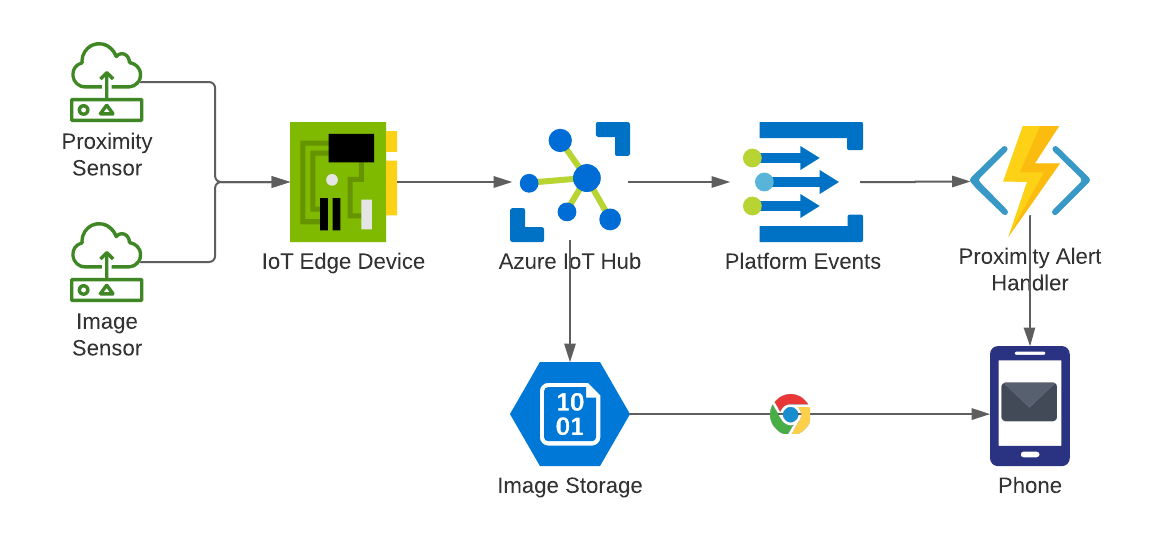 Proximity
Sensor
Image
Sensor
IoT Edge Device
Azure IoT Hub
Platform Events
Proximity Alert
Handler
10
01
Image Storage
Phone